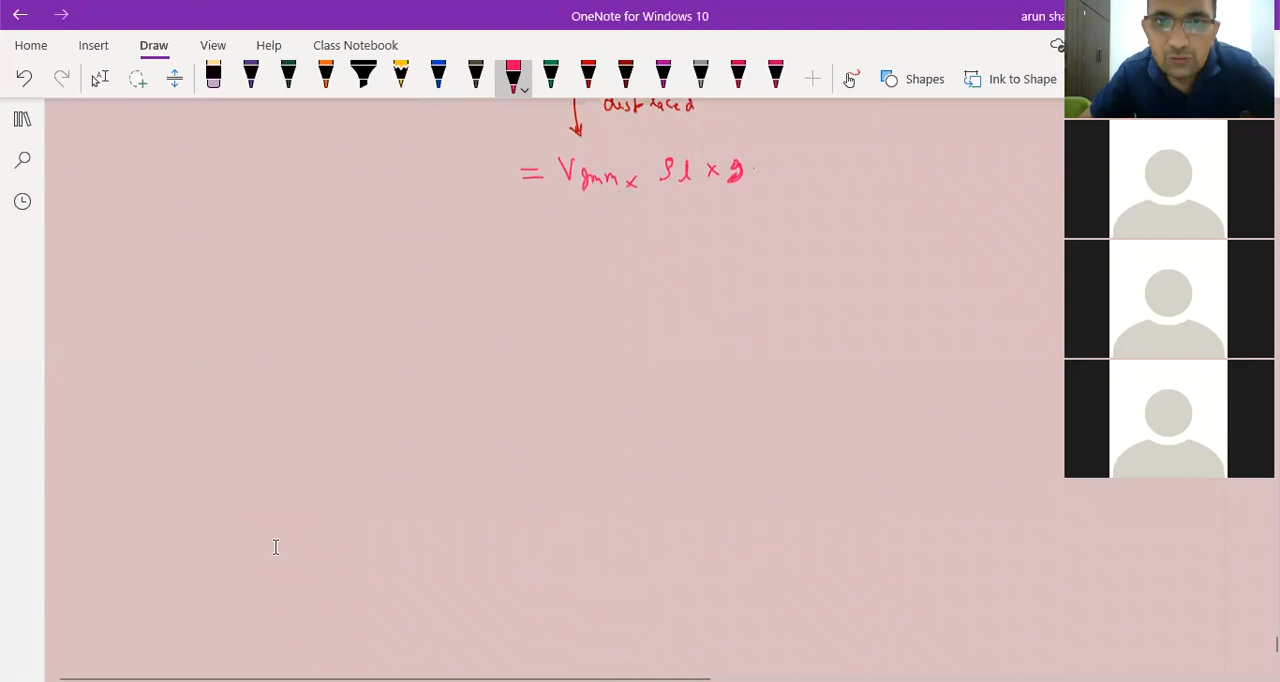 OneNote for Windows 10
arun sha
Home Insert Draw View Help Class Notebook
Shapes Ink to Shape
displaced
= Vimm × ρl × g